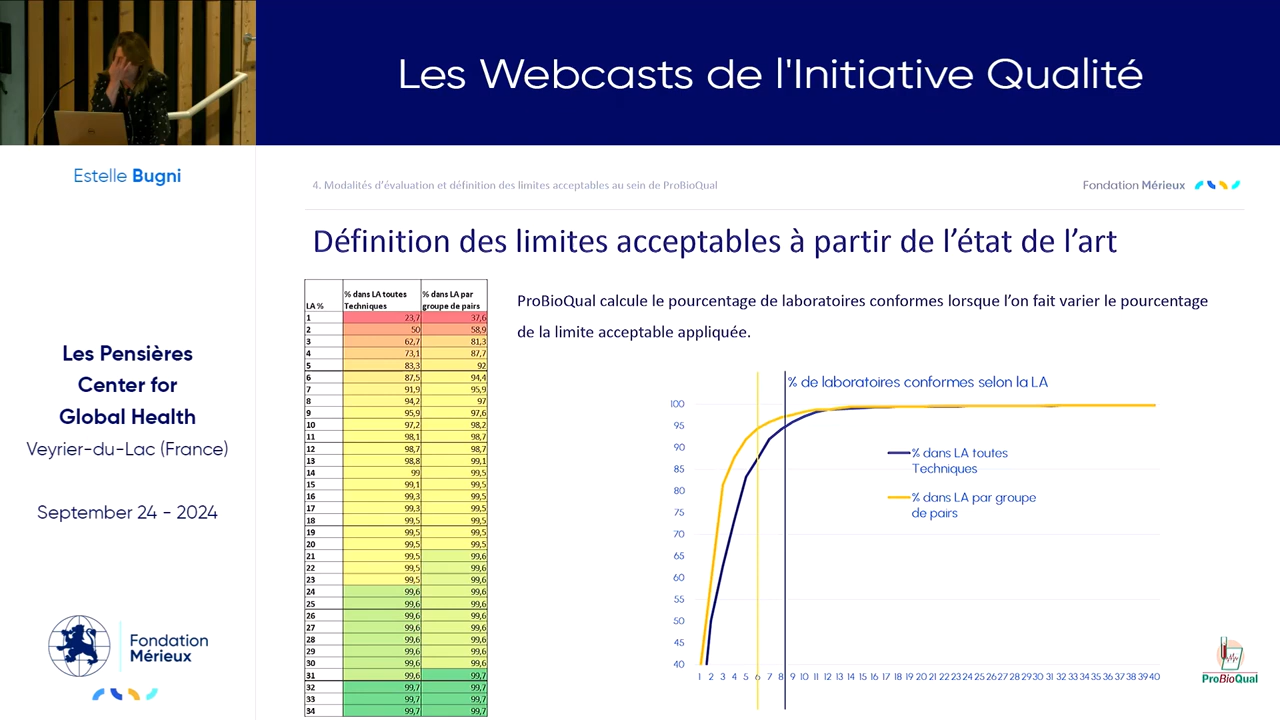 Les Webcasts de l'Initiative Qualité
Estelle Bugni
Les Pensières
Center for
Global Health
Veyrier-du-Lac (France)
September 24 - 2024
Fondation
Mérieux
4. Modalités d'évaluation et définition des limites acceptables au sein de ProBioQual
Fondation Mérieux
Définition des limites acceptables à partir de l'état de l'art
LA % % dans LA toutes Techniques % dans LA par groupe de pairs
1 23,7 37,6
2 50 58,9
3 62,7 81,3
4 73,1 87,7
5 83,3 92
6 87,5 94,4
7 91,9 95,9
8 94,2 97
9 95,9 97,6
10 97,2 98,2
11 98,1 98,7
12 98,7 98,7
13 98,8 99,1
14 99 99,5
15 99,1 99,5
16 99,3 99,5
17 99,3 99,5
18 99,5 99,5
19 99,5 99,5
20 99,5 99,5
21 99,5 99,6
22 99,5 99,6
23 99,5 99,6
24 99,6 99,6
25 99,6 99,6
26 99,6 99,6
27 99,6 99,6
28 99,6 99,6
29 99,6 99,6
30 99,6 99,6
31 99,6 99,7
32 99,7 99,7
33 99,7 99,7
34 99,7 99,7
ProBioQual calcule le pourcentage de laboratoires conformes lorsque l'on fait varier le pourcentage
de la limite acceptable appliquée.
% de laboratoires conformes selon la LA
100
95
90
85
80
75
70
65
60
55
50
45
40
1 2 3 4 5 6 7 8 9 10 11 12 13 14 15 16 17 18 19 20 21 22 23 24 25 26 27 28 29 30 31 32 33 34 35 36 37 38 39 40
% dans LA toutes
Techniques
% dans LA par groupe
de pairs
ProBioQual